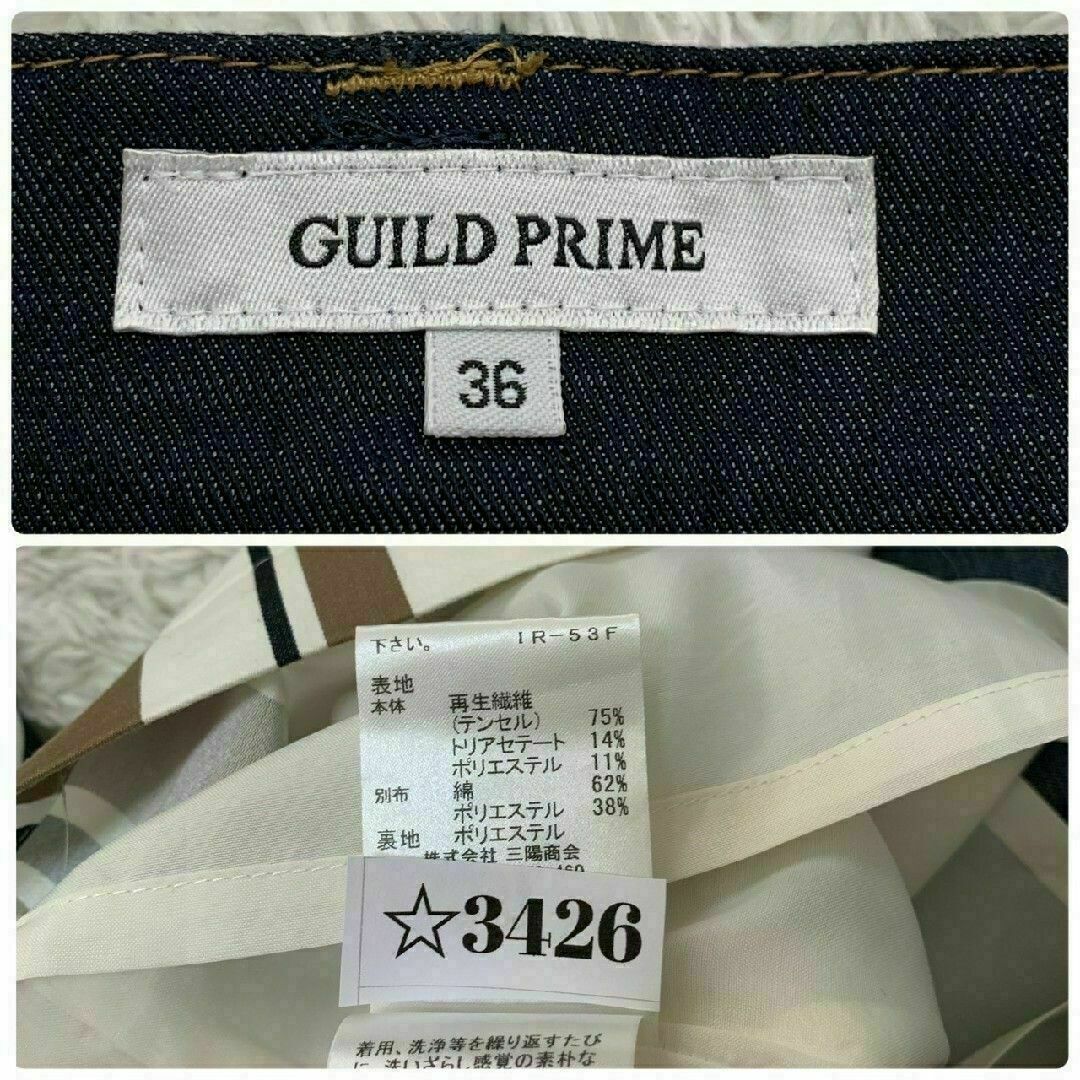 GUILD PRIME
36
下さい。 IR-53F
表地
本体 再生繊維
(テンセル) 75%
トリアセテート 14%
ポリエステル 11%
別布 綿 62%
ポリエステル 38%
裏地 ポリエステル
株式会社 三陽商会
☆3426
着用、洗浄等を繰り返すたび
に、洗いざらし感覚の素朴な